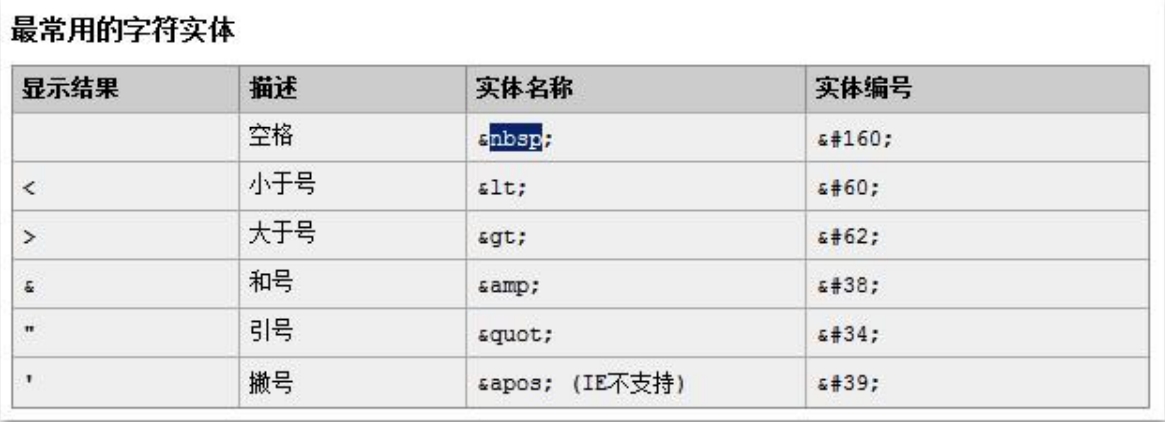 最常用的字符实体
显示结果 描述 实体名称 实体编号
空格 &nbsp; &#160;
< 小于号 &lt; &#60;
> 大于号 &gt; &#62;
& 和号 &amp; &#38;
" 引号 &quot; &#34;
' 撇号 &apos; (IE不支持) &#39;